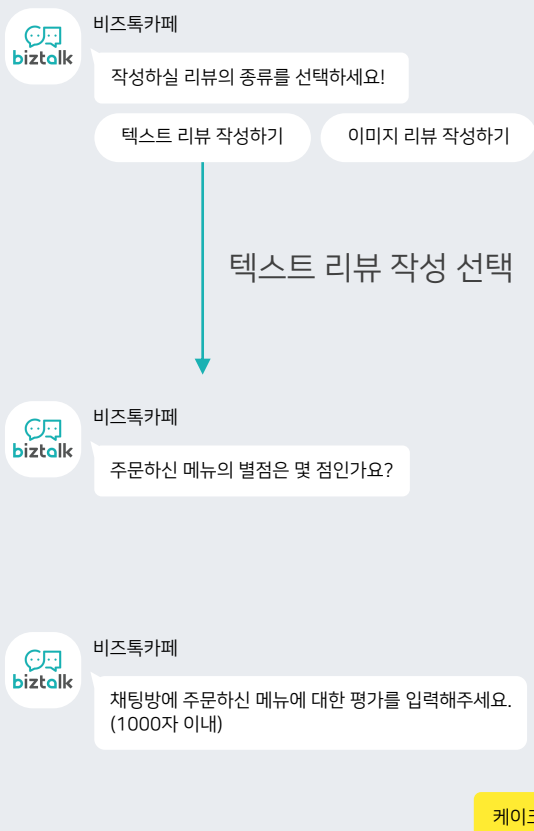 비즈톡카페
biztalk
작성하실 리뷰의 종류를 선택하세요!
텍스트 리뷰 작성하기
이미지 리뷰 작성하기
텍스트 리뷰 작성 선택
비즈톡카페
biztalk
주문하신 메뉴의 별점은 몇 점인가요?
비즈톡카페
biztalk
채팅방에 주문하신 메뉴에 대한 평가를 입력해주세요.
(1000자 이내)